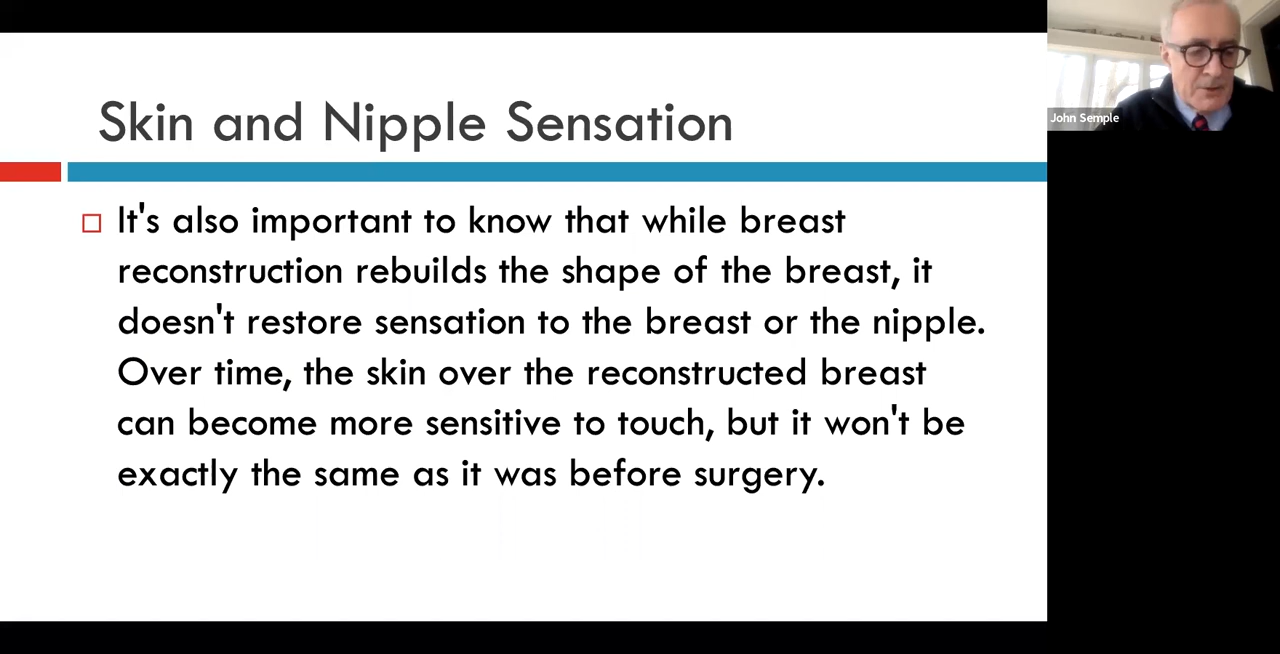 Skin and Nipple Sensation
John Semple
It's also important to know that while breast
reconstruction rebuilds the shape of the breast, it
doesn't restore sensation to the breast or the nipple.
Over time, the skin over the reconstructed breast
can become more sensitive to touch, but it won't be
exactly the same as it was before surgery.